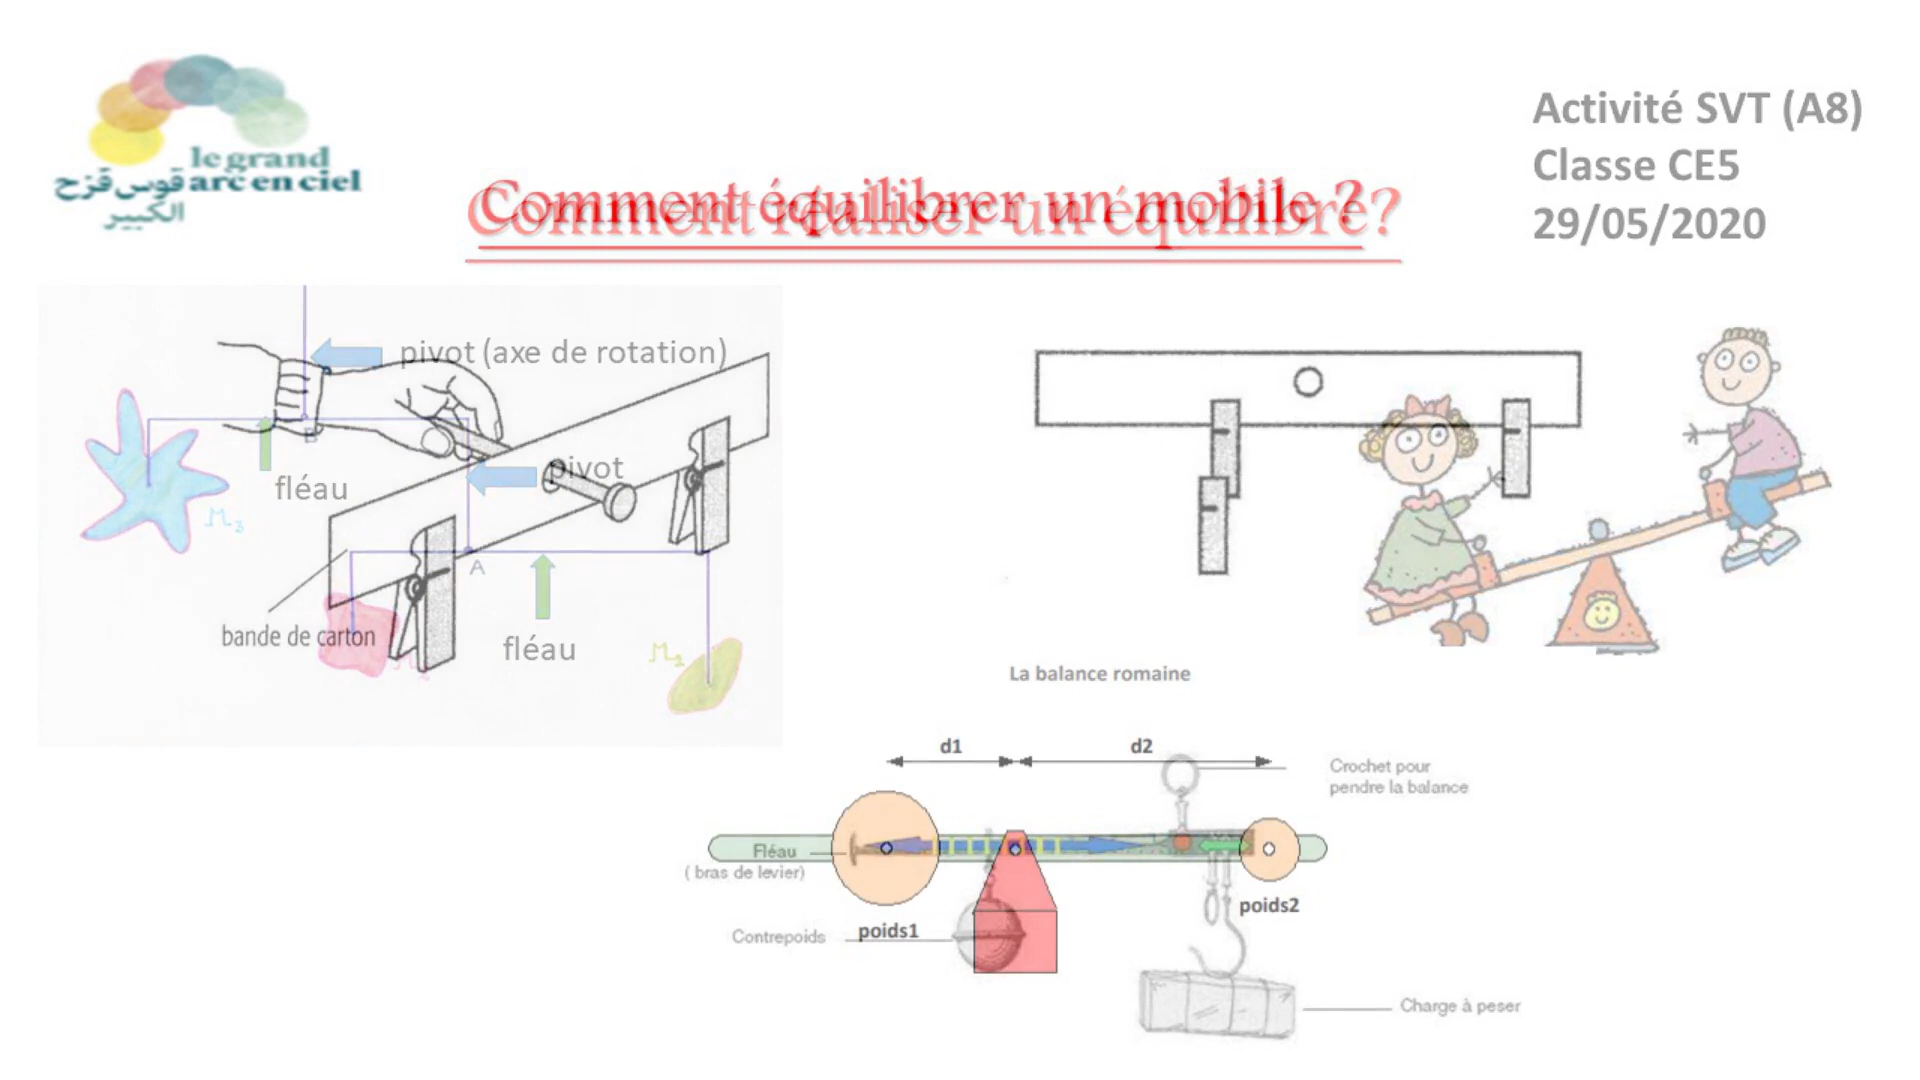 le grand
arc en ciel
قوس قزح
الكبير
Activité SVT (A8)
Classe CE5
29/05/2020
Comment équilibrer un mobile ?
Comment réaliser un équilibre?
pivot (axe de rotation)
B
fléau
pivot
M3
A
bande de carton
fléau
La balance romaine
d1
d2
Crochet pour
pendre la balance
Fléau
( bras de levier)
poids2
poids1
Contrepoids
Charge à peser